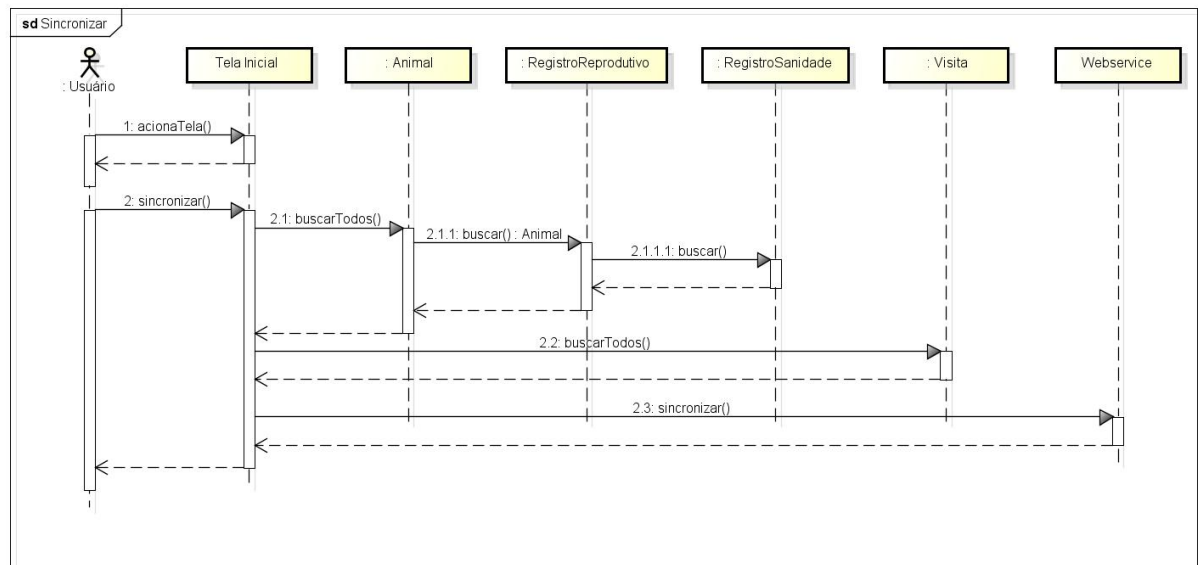 sd Sincronizar
: Usuário
Tela Inicial
: Animal
: RegistroReprodutivo
: RegistroSanidade
: Visita
Webservice
1: acionaTela()
2: sincronizar()
2.1: buscarTodos()
2.1.1: buscar() : Animal
2.1.1.1: buscar()
2.2: buscarTodos()
2.3: sincronizar()